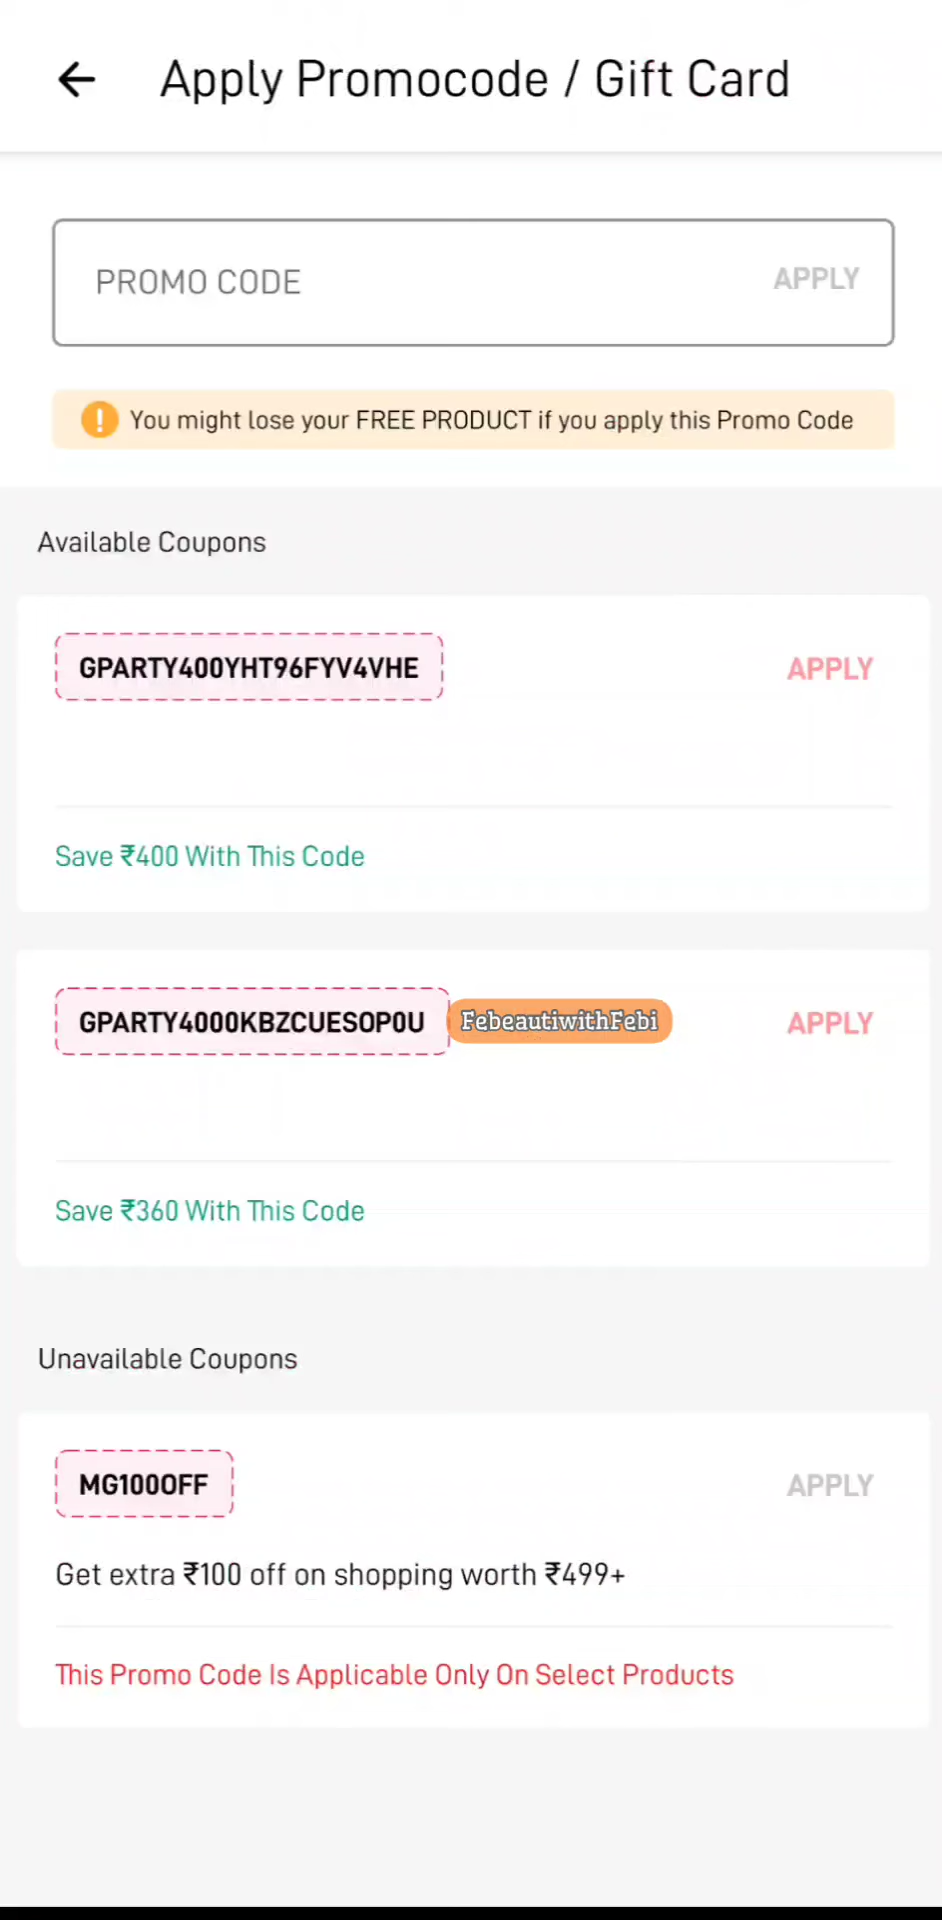 Apply Promocode / Gift Card
PROMO CODE
APPLY
! You might lose your FREE PRODUCT if you apply this Promo Code
Available Coupons
GPARTY400YHT96FYV4VHE
APPLY
Save ₹400 With This Code
GPARTY4000KBZCUESOP0U
FebeautiwithFebi
APPLY
Save ₹360 With This Code
Unavailable Coupons
MG100OFF
APPLY
Get extra ₹100 off on shopping worth ₹499+
This Promo Code Is Applicable Only On Select Products